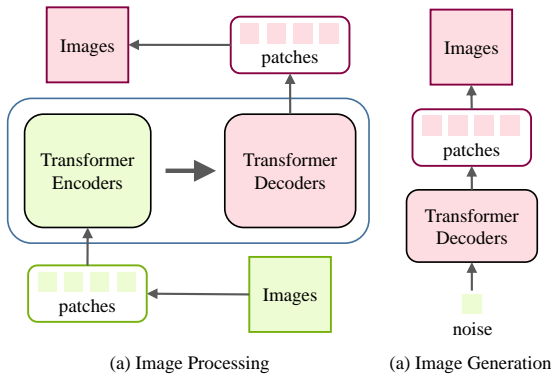 Images
patches
Transformer
Encoders
Transformer
Decoders
patches
Images
(a) Image Processing
Images
patches
Transformer
Decoders
noise
(a) Image Generation